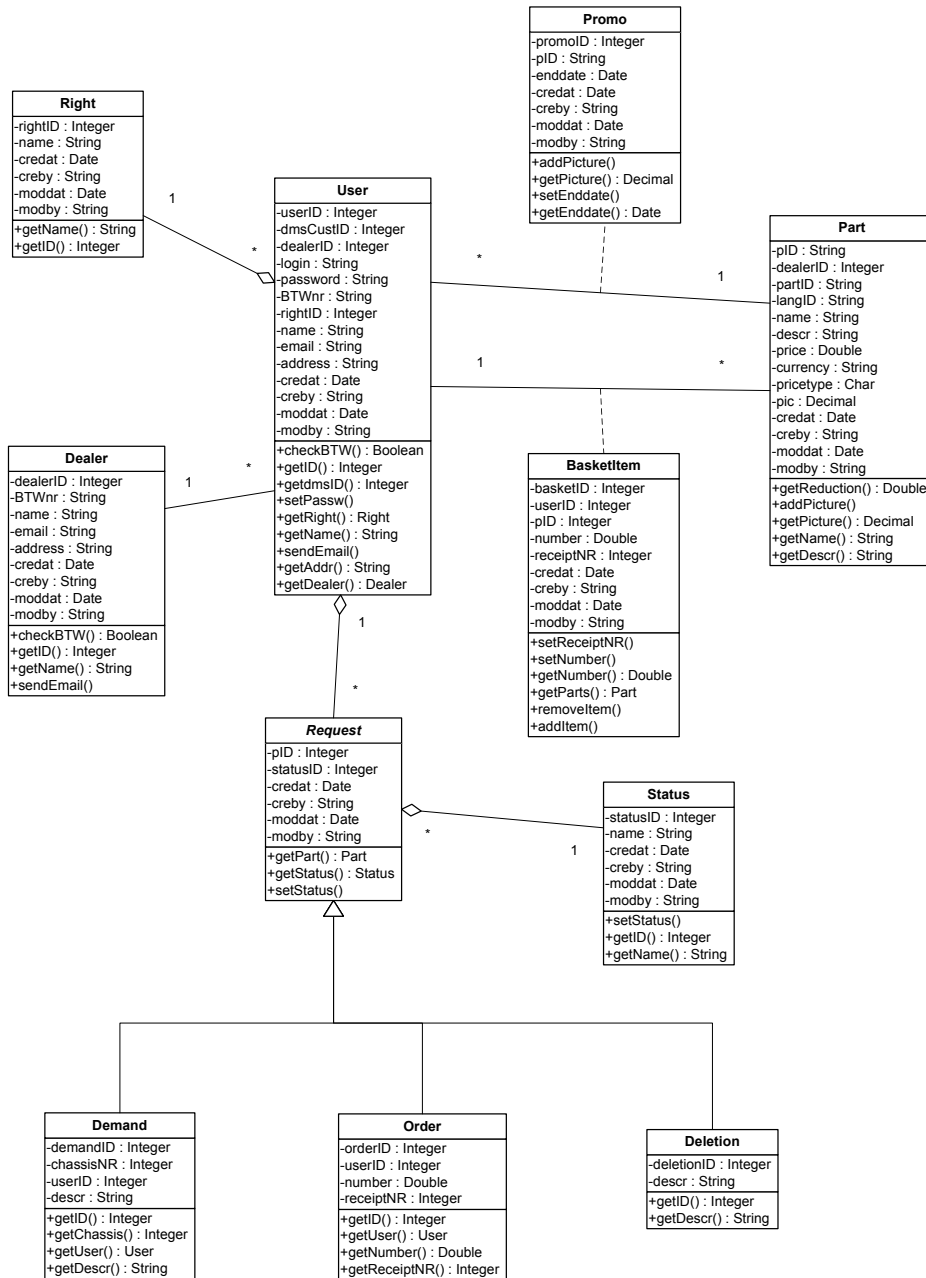 Promo
-promoID : Integer
-pID : String
-enddate : Date
-credat : Date
-creby : String
-moddat : Date
-modby : String
+addPicture()
+getPicture() : Decimal
+setEnddate()
+getEnddate() : Date
Right
-rightID : Integer
-name : String
-credat : Date
-creby : String
-moddat : Date
-modby : String
+getName() : String
+getID() : Integer
1
*
User
-userID : Integer
-dmsCustID : Integer
-dealerID : Integer
-login : String
-password : String
-BTWnr : String
-rightID : Integer
-name : String
-email : String
-address : String
-credat : Date
-creby : String
-moddat : Date
-modby : String
+checkBTW() : Boolean
+getID() : Integer
+getdmsID() : Integer
+setPassw()
+getRight() : Right
+getName() : String
+sendEmail()
+getAddr() : String
+getDealer() : Dealer
*
1
1
*
Part
-pID : String
-dealerID : Integer
-partID : String
-langID : String
-name : String
-descr : String
-price : Double
-currency : String
-pricetype : Char
-pic : Decimal
-credat : Date
-creby : String
-moddat : Date
-modby : String
+getReduction() : Double
+addPicture()
+getPicture() : Decimal
+getName() : String
+getDescr() : String
Dealer
-dealerID : Integer
-BTWnr : String
-name : String
-email : String
-address : String
-credat : Date
-creby : String
-moddat : Date
-modby : String
+checkBTW() : Boolean
+getID() : Integer
+getName() : String
+sendEmail()
1
*
BasketItem
-basketID : Integer
-userID : Integer
-pID : Integer
-number : Double
-receiptNR : Integer
-credat : Date
-creby : String
-moddat : Date
-modby : String
+setReceiptNR()
+setNumber()
+getNumber() : Double
+getParts() : Part
+removeItem()
+addItem()
1
*
Request
-pID : Integer
-statusID : Integer
-credat : Date
-creby : String
-moddat : Date
-modby : String
+getPart() : Part
+getStatus() : Status
+setStatus()
*
1
Status
-statusID : Integer
-name : String
-credat : Date
-creby : String
-moddat : Date
-modby : String
+setStatus()
+getID() : Integer
+getName() : String
Demand
-demandID : Integer
-chassisNR : Integer
-userID : Integer
-descr : String
+getID() : Integer
+getChassis() : Integer
+getUser() : User
+getDescr() : String
Order
-orderID : Integer
-userID : Integer
-number : Double
-receiptNR : Integer
+getID() : Integer
+getUser() : User
+getNumber() : Double
+getReceiptNR() : Integer
Deletion
-deletionID : Integer
-descr : String
+getID() : Integer
+getDescr() : String